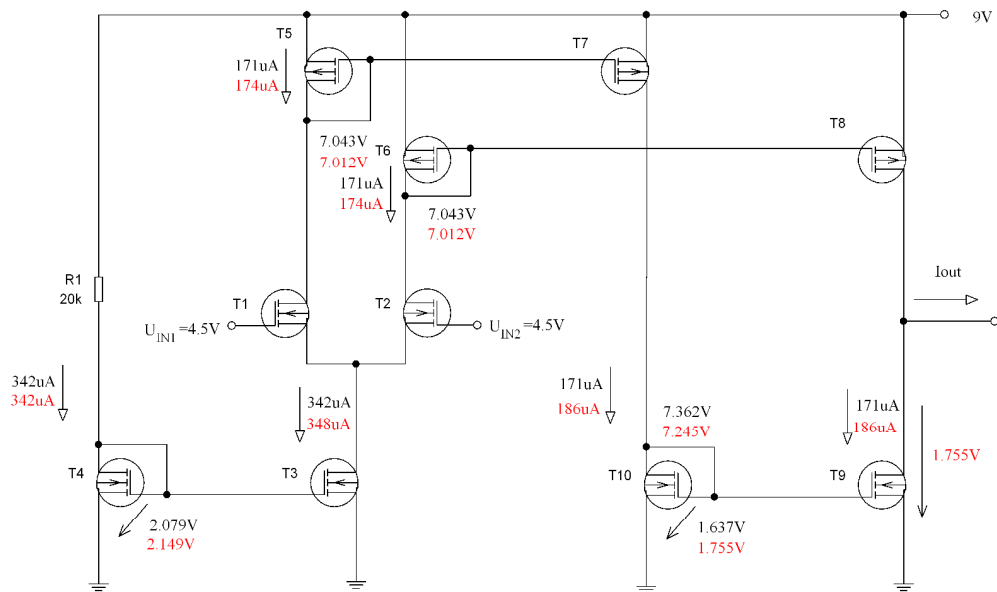 9V
T5
T7
171uA
174uA
7.043V
7.012V
T6
T8
171uA
174uA
7.043V
7.012V
R1
20k
T1
T2
Iout
U_IN1 =4.5V
U_IN2 =4.5V
342uA
342uA
342uA
348uA
171uA
186uA
7.362V
7.245V
171uA
186uA
1.755V
T4
T3
T10
T9
2.079V
2.149V
1.637V
1.755V